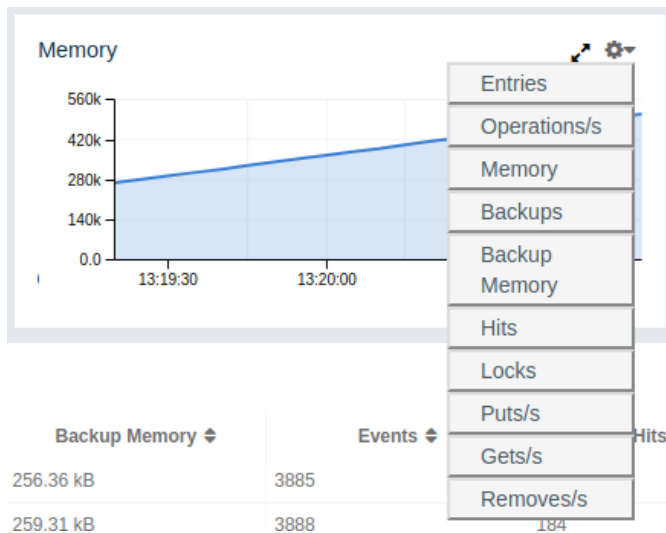 Memory
560k
420k
280k
140k
0.0
13:19:30 13:20:00
Entries
Operations/s
Memory
Backups
Backup
Memory
Hits
Locks
Puts/s
Gets/s
Removes/s
Backup Memory Events Hits
256.36 kB 3885
259.31 kB 3888 184